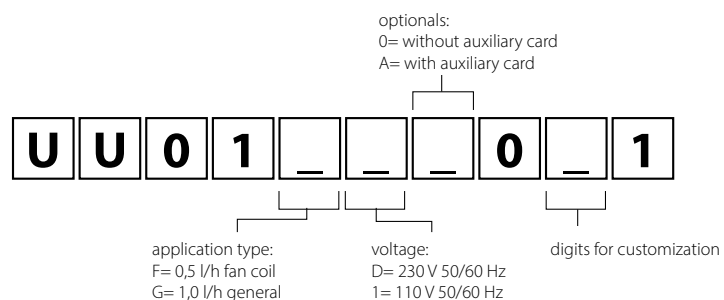 optionals:
0= without auxiliary card
A= with auxiliary card
U U 0 1 _ _ _ 0 _ 1
application type:
F= 0,5 l/h fan coil
G= 1,0 l/h general
voltage:
D= 230 V 50/60 Hz
1= 110 V 50/60 Hz
digits for customization